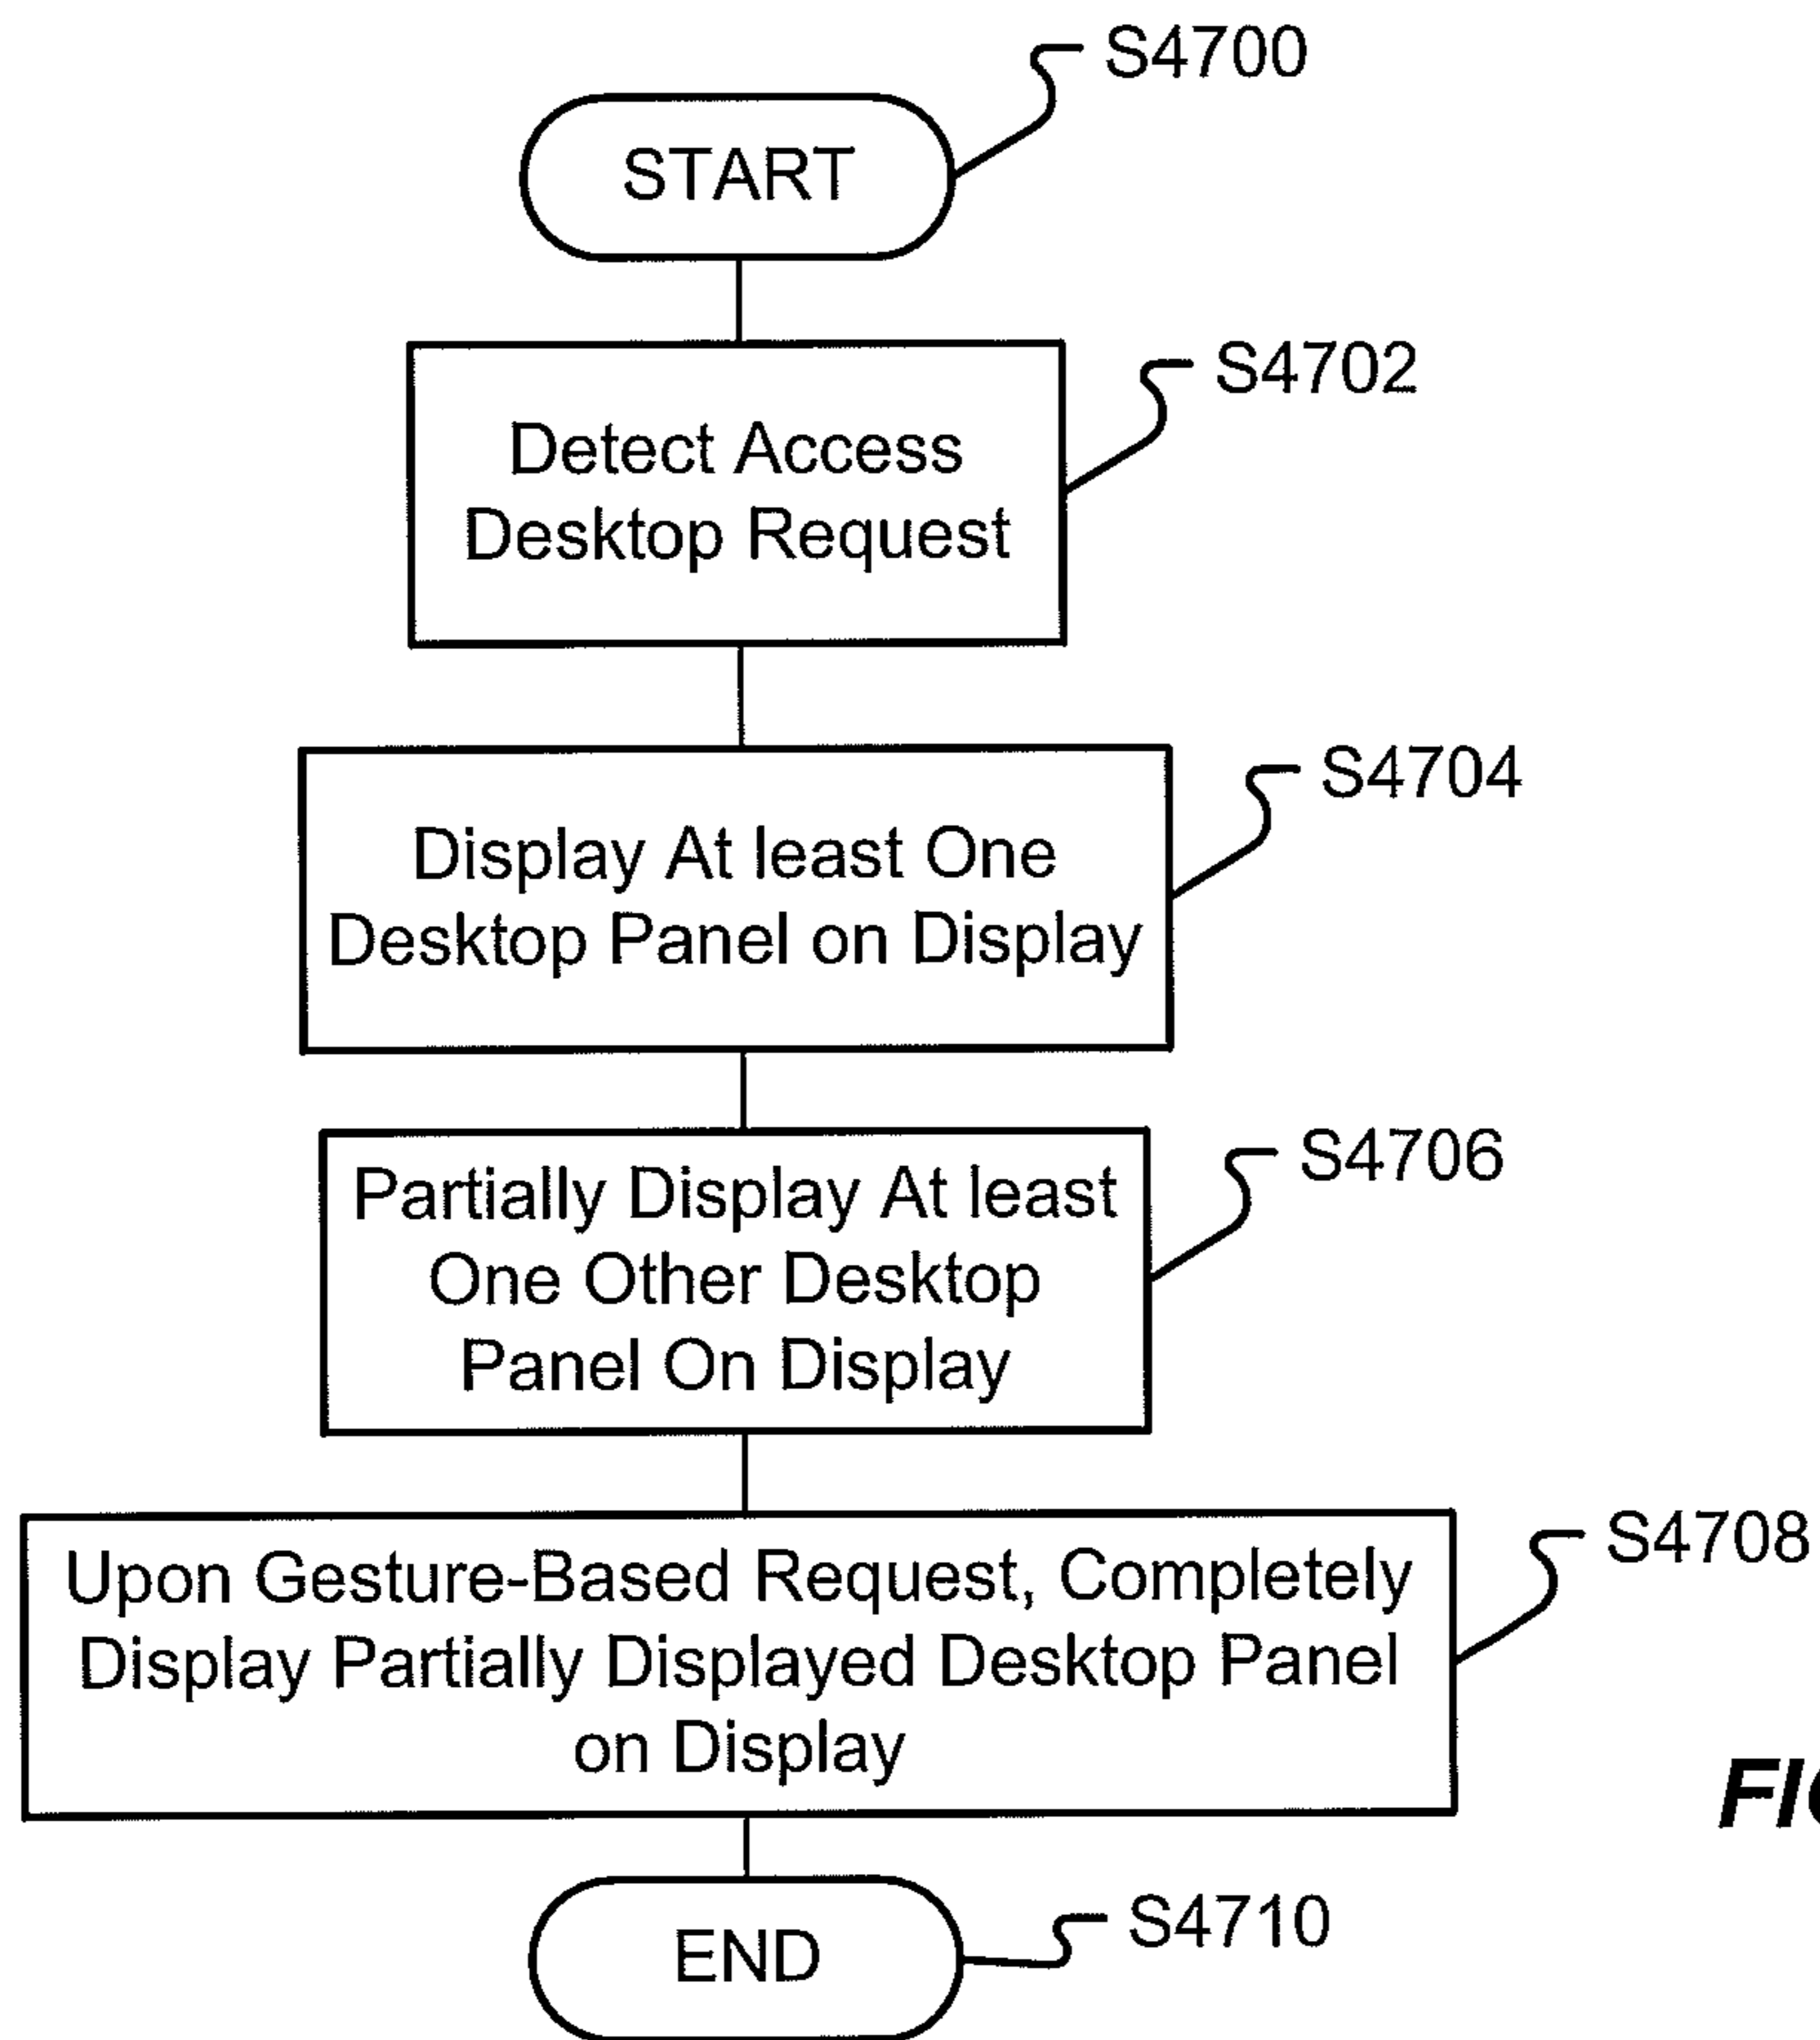 S4700
START
S4702
Detect Access
Desktop Request
S4704
Display At least One
Desktop Panel on Display
S4706
Partially Display At least
One Other Desktop
Panel On Display
S4708
Upon Gesture-Based Request, Completely
Display Partially Displayed Desktop Panel
on Display
S4710
END